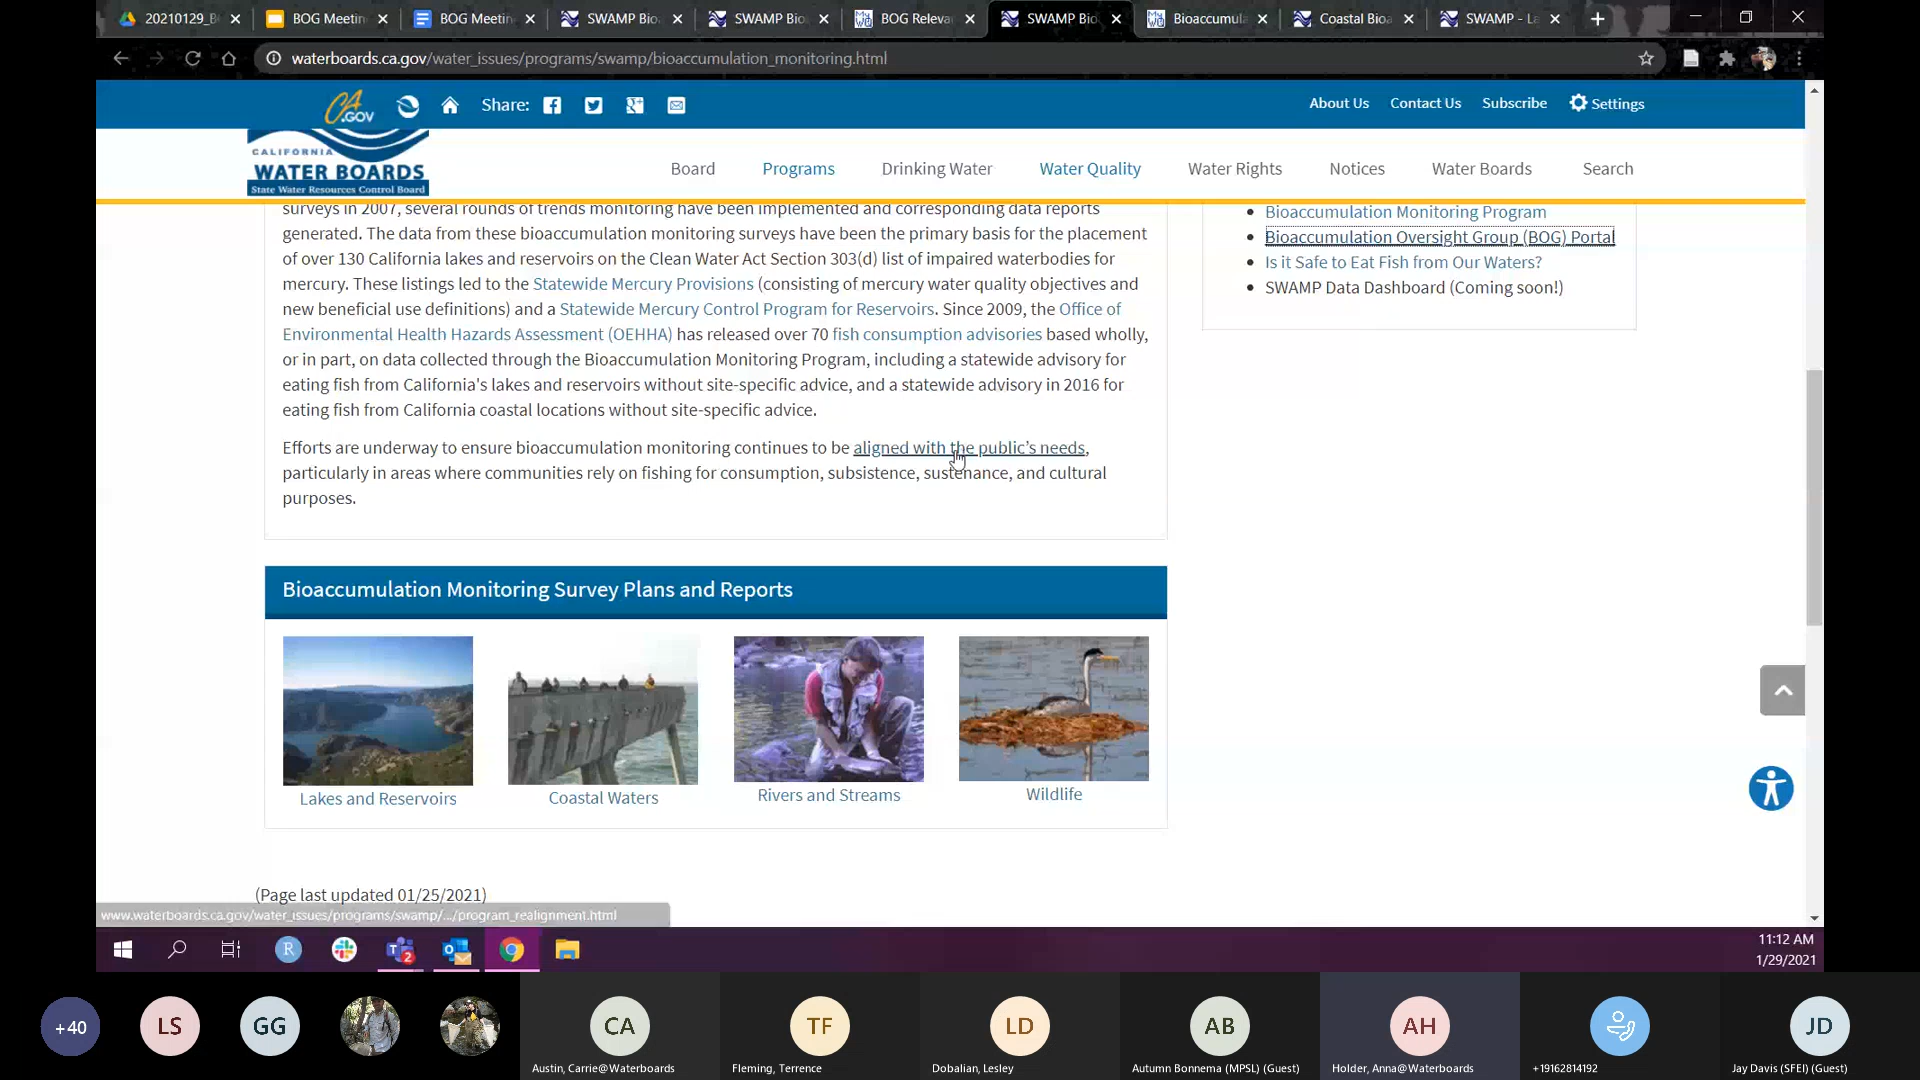 20210129_B
BOG Meetin
BOG Meetin
SWAMP Bio
SWAMP Bio
BOG Releva
SWAMP Bio
Bioaccumula
Coastal Bioa
SWAMP - La
waterboards.ca.gov/water_issues/programs/swamp/bioaccumulation_monitoring.html
CA.GOV
Share:
About Us
Contact Us
Subscribe
Settings
CALIFORNIA
WATER BOARDS
State Water Resources Control Board
Board
Programs
Drinking Water
Water Quality
Water Rights
Notices
Water Boards
Search
surveys in 2007, several rounds of trends monitoring have been implemented and corresponding data reports
generated. The data from these bioaccumulation monitoring surveys have been the primary basis for the placement
of over 130 California lakes and reservoirs on the Clean Water Act Section 303(d) list of impaired waterbodies for
mercury. These listings led to the Statewide Mercury Provisions (consisting of mercury water quality objectives and
new beneficial use definitions) and a Statewide Mercury Control Program for Reservoirs. Since 2009, the Office of
Environmental Health Hazards Assessment (OEHHA) has released over 70 fish consumption advisories based wholly,
or in part, on data collected through the Bioaccumulation Monitoring Program, including a statewide advisory for
eating fish from California's lakes and reservoirs without site-specific advice, and a statewide advisory in 2016 for
eating fish from California coastal locations without site-specific advice.
Efforts are underway to ensure bioaccumulation monitoring continues to be aligned with the public's needs,
particularly in areas where communities rely on fishing for consumption, subsistence, sustenance, and cultural
purposes.
Bioaccumulation Monitoring Program
Bioaccumulation Oversight Group (BOG) Portal
Is it Safe to Eat Fish from Our Waters?
SWAMP Data Dashboard (Coming soon!)
Bioaccumulation Monitoring Survey Plans and Reports
Lakes and Reservoirs
Coastal Waters
Rivers and Streams
Wildlife
(Page last updated 01/25/2021)
www.waterboards.ca.gov/water_issues/programs/swamp/.../program_realignment.html
R
2
11:12 AM
1/29/2021
+40
LS
GG
CA
TF
LD
AB
AH
JD
Austin, Carrie@Waterboards
Fleming, Terrence
Dobalian, Lesley
Autumn Bonnema (MPSL) (Guest)
Holder, Anna@Waterboards
+19162814192
Jay Davis (SFEI) (Guest)